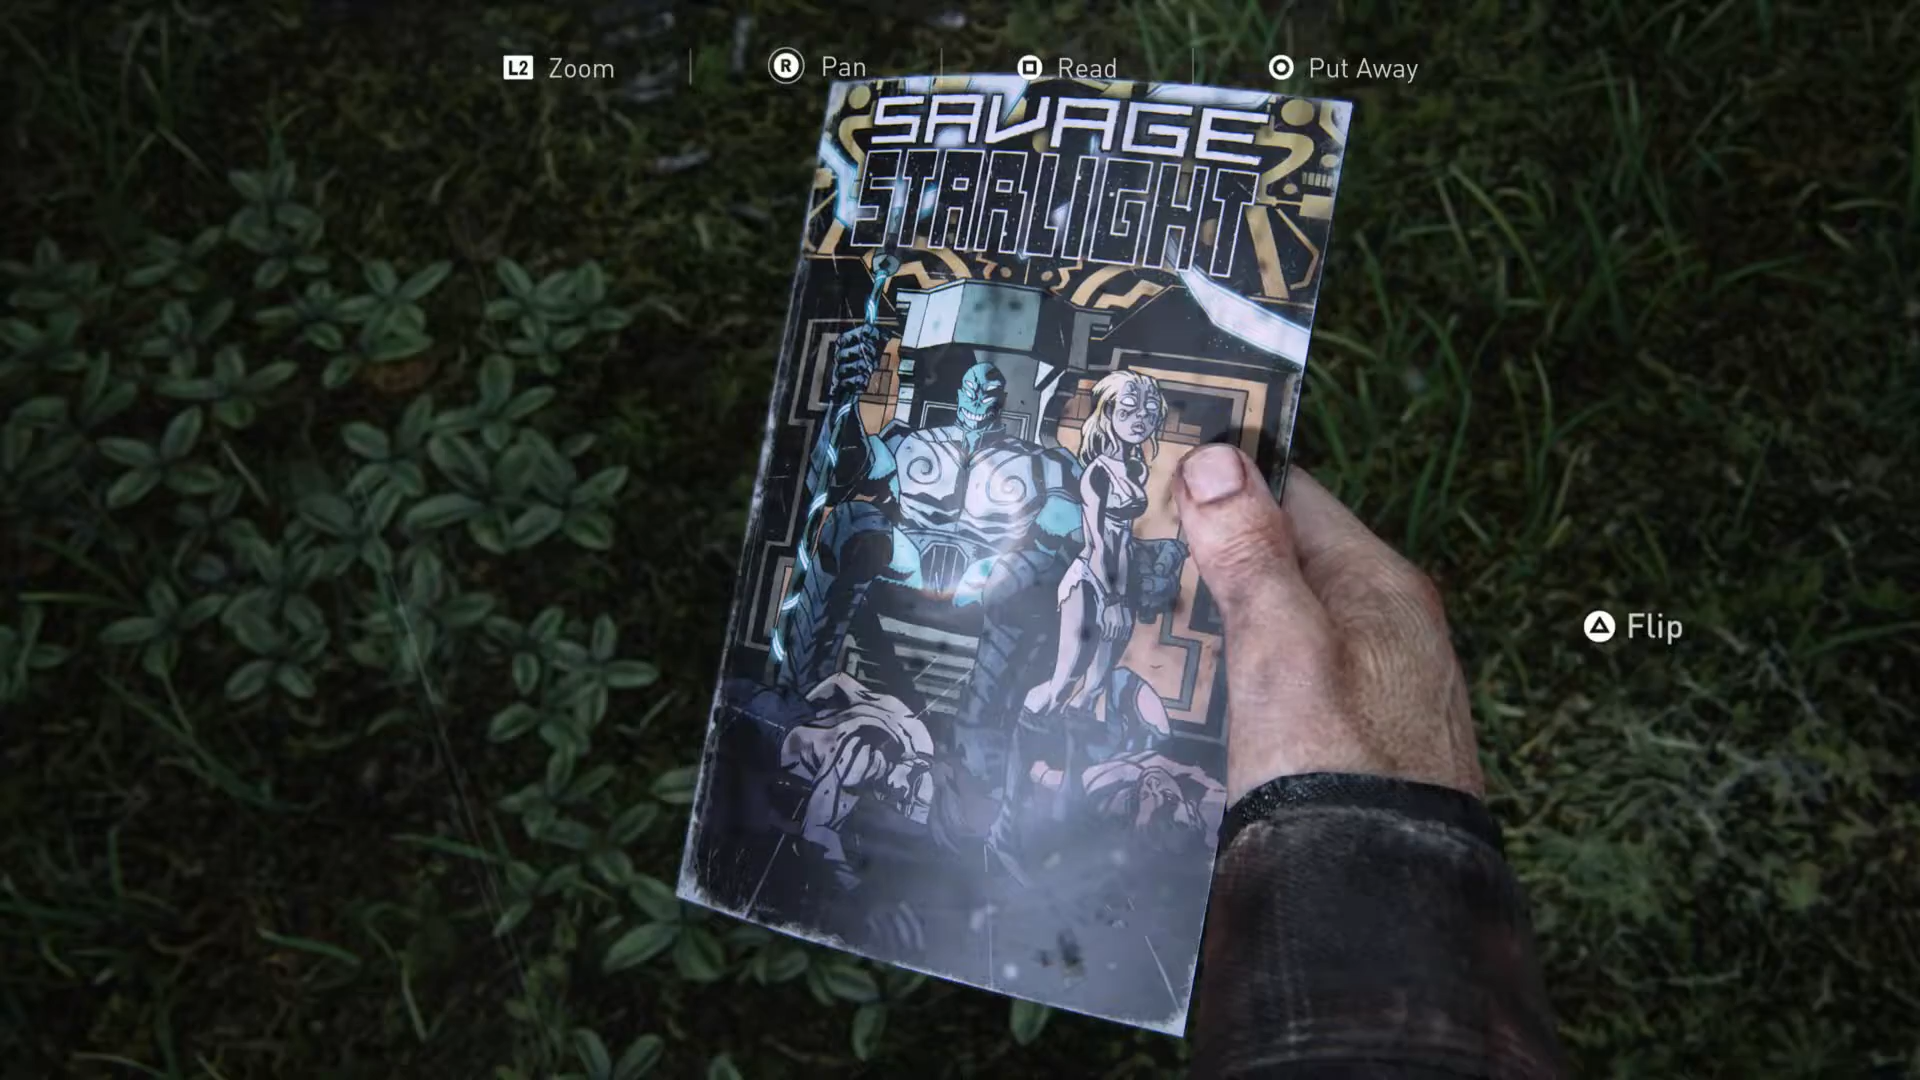 L2 Zoom
R Pan
Read
Put Away
SAVAGE
STARLIGHT
Flip